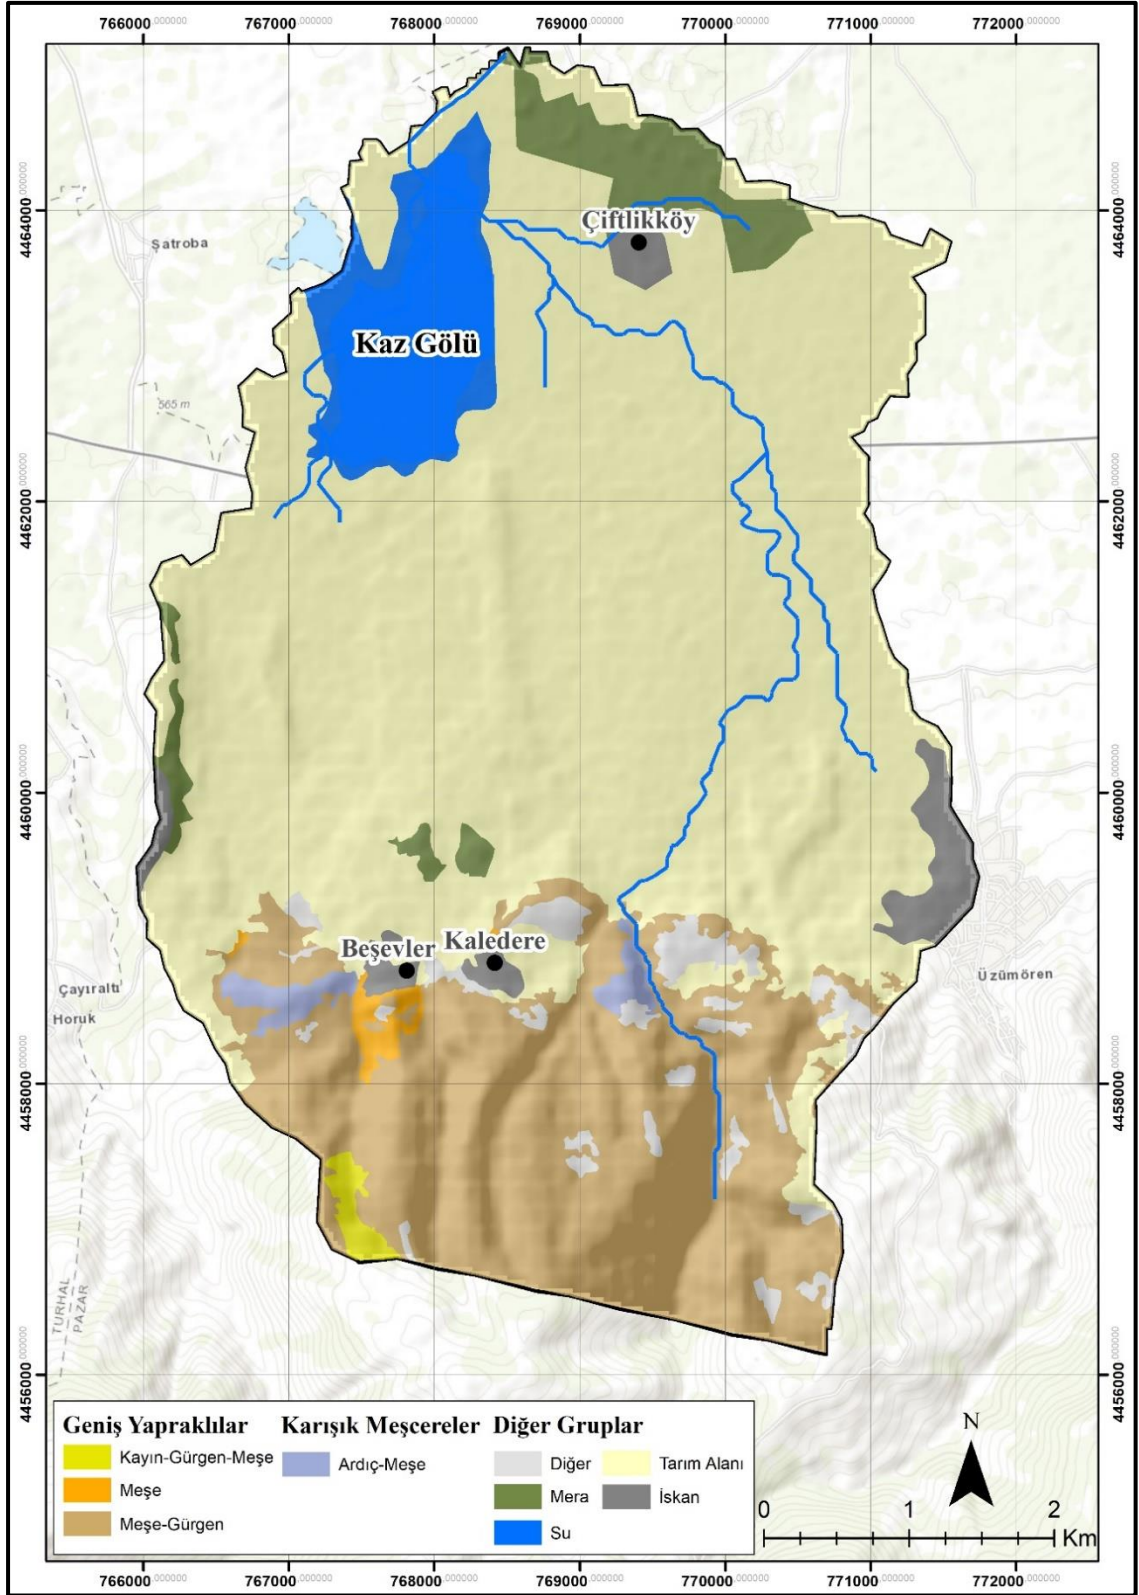 766000.000000 767000.000000 768000.000000 769000.000000 770000.000000 771000.000000 772000.000000
4464000.000000
4464000.000000
Şatroba
Çiftlikköy
Kaz Gölü
565 m
4462000.000000
4462000.000000
4460000.000000
4460000.000000
Beşevler
Kaledere
Çayıraltı
Üzümören
Horuk
4458000.000000
4458000.000000
TURHAL
PAZAR
4456000.000000
4456000.000000
Geniş Yapraklılar
Kayın-Gürgen-Meşe
Meşe
Meşe-Gürgen
Karışık Meşcereler
Ardıç-Meşe
Diğer Gruplar
Diğer
Tarım Alanı
Mera
İskan
Su
N
0 1 2
Km
766000.000000 767000.000000 768000.000000 769000.000000 770000.000000 771000.000000 772000.000000